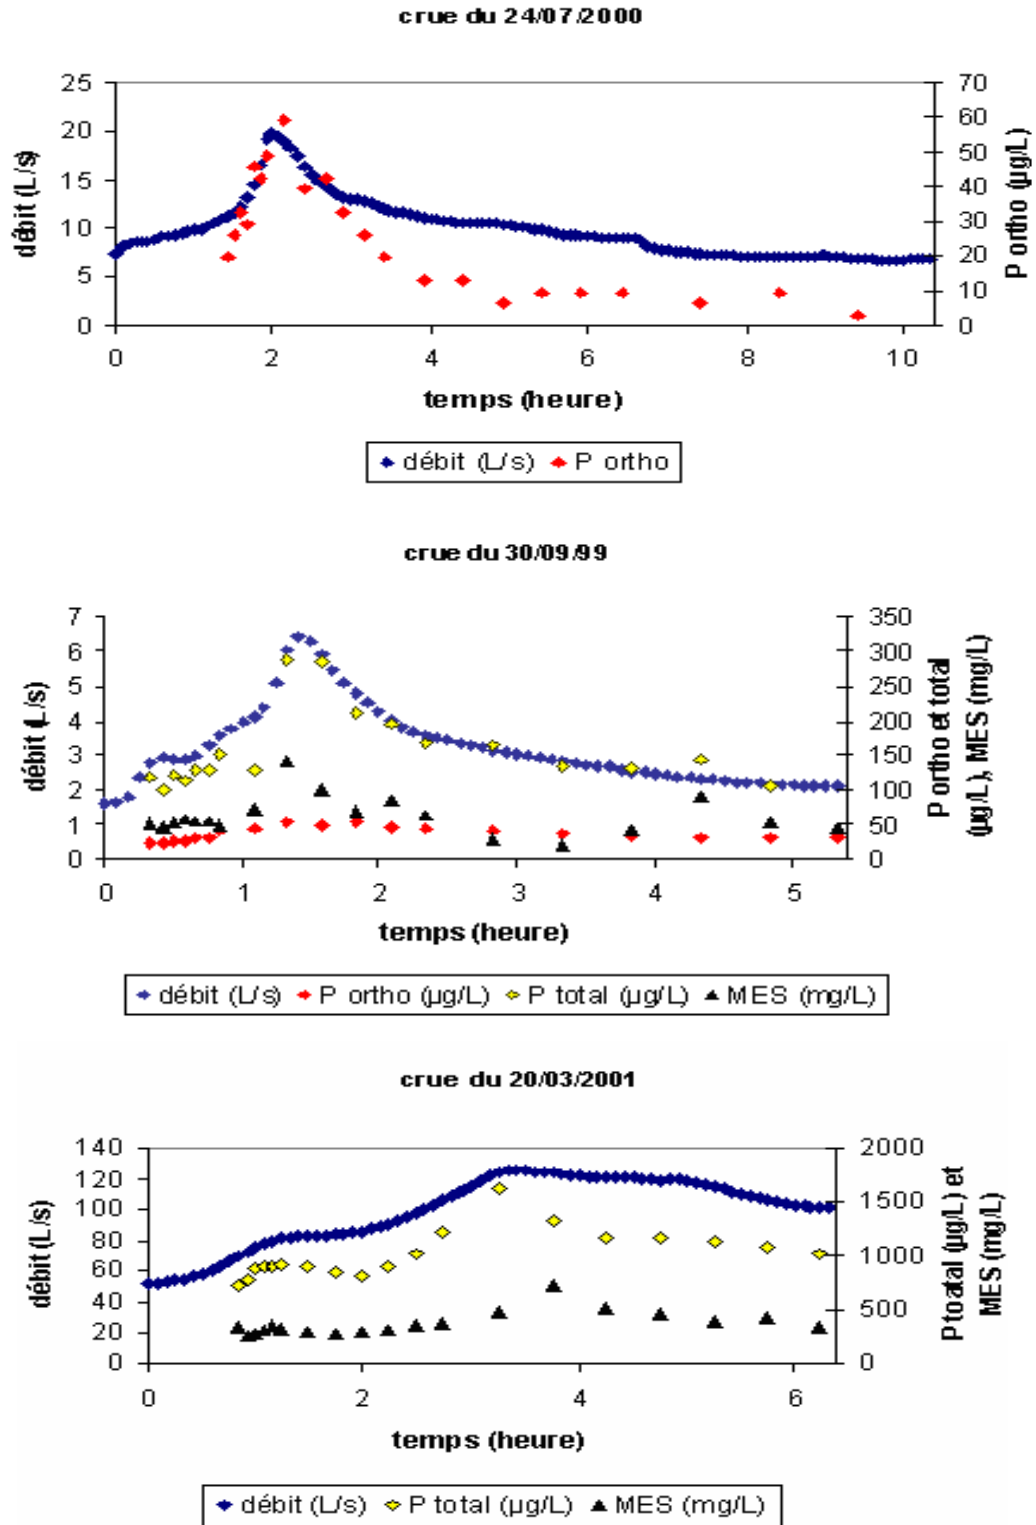 crue du 24/07/2000
débit (L/s)
25
20
15
10
5
0
70
60
50
40
30
20
10
0
P ortho (µg/L)
0 2 4 6 8 10
temps (heure)
débit (L/s) P ortho
crue du 30/09/99
débit (L/s)
7
6
5
4
3
2
1
0
350
300
250
200
150
100
50
0
P ortho et total
(µg/L), MES (mg/L)
0 1 2 3 4 5
temps (heure)
débit (L/s) P ortho (µg/L) P total (µg/L) MES (mg/L)
crue du 20/03/2001
débit (L/s)
140
120
100
80
60
40
20
0
2000
1500
1000
500
0
Ptoatal (µg/L) et
MES (mg/L)
0 2 4 6
temps (heure)
débit (L/s) P total (µg/L) MES (mg/L)